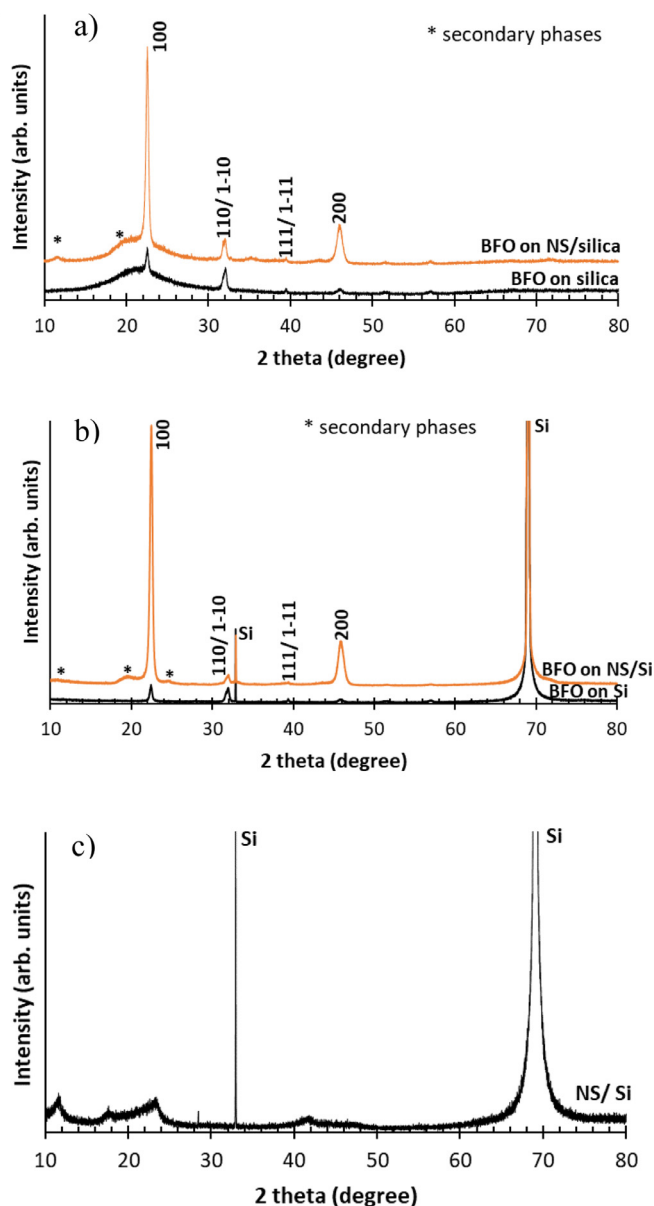 a)
100
* secondary phases
Intensity (arb. units)
110/ 1-10
111/ 1-11
200
*
*
BFO on NS/silica
BFO on silica
10 20 30 40 50 60 70 80
2 theta (degree)
b)
100
* secondary phases
Si
Intensity (arb. units)
110/ 1-10
Si
111/ 1-11
200
*
*
*
BFO on NS/Si
BFO on Si
10 20 30 40 50 60 70 80
2 theta (degree)
c)
Si
Si
Intensity (arb. units)
NS/ Si
10 20 30 40 50 60 70 80
2 theta (degree)